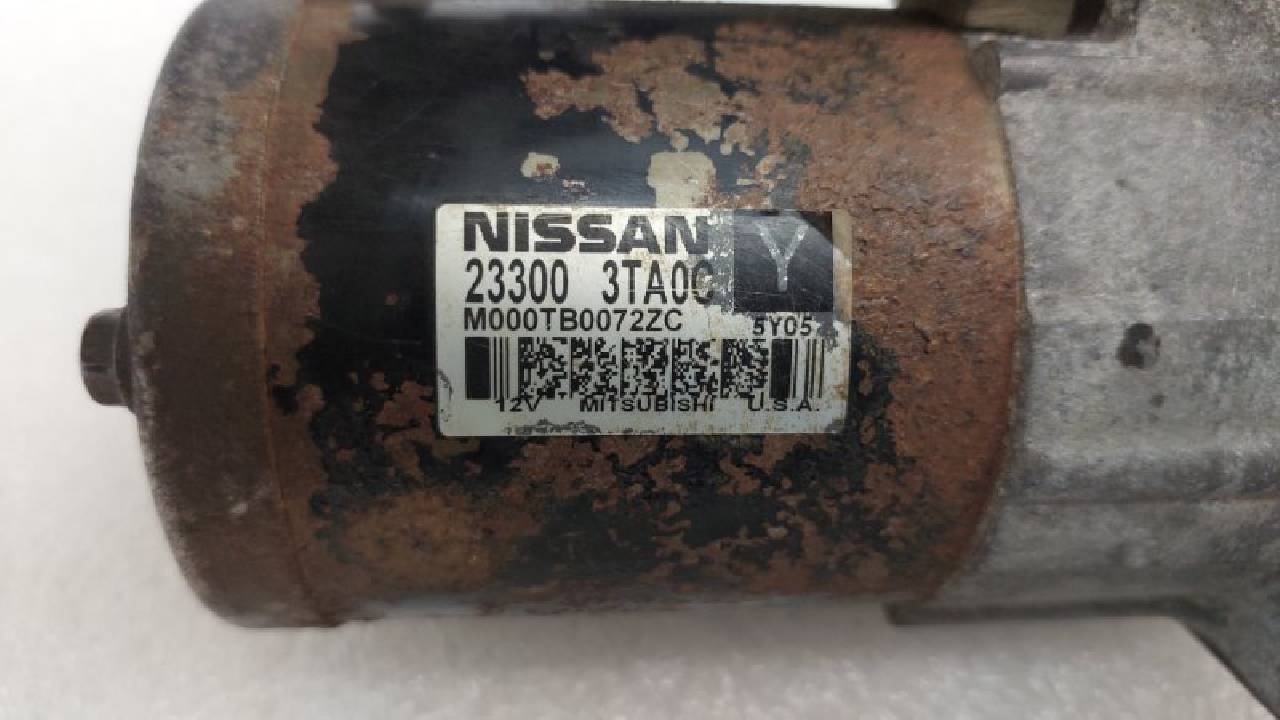 NISSAN Y
23300 3TA0C
M000TB0072ZC 5Y05
12V MITSUBISHI U.S.A.